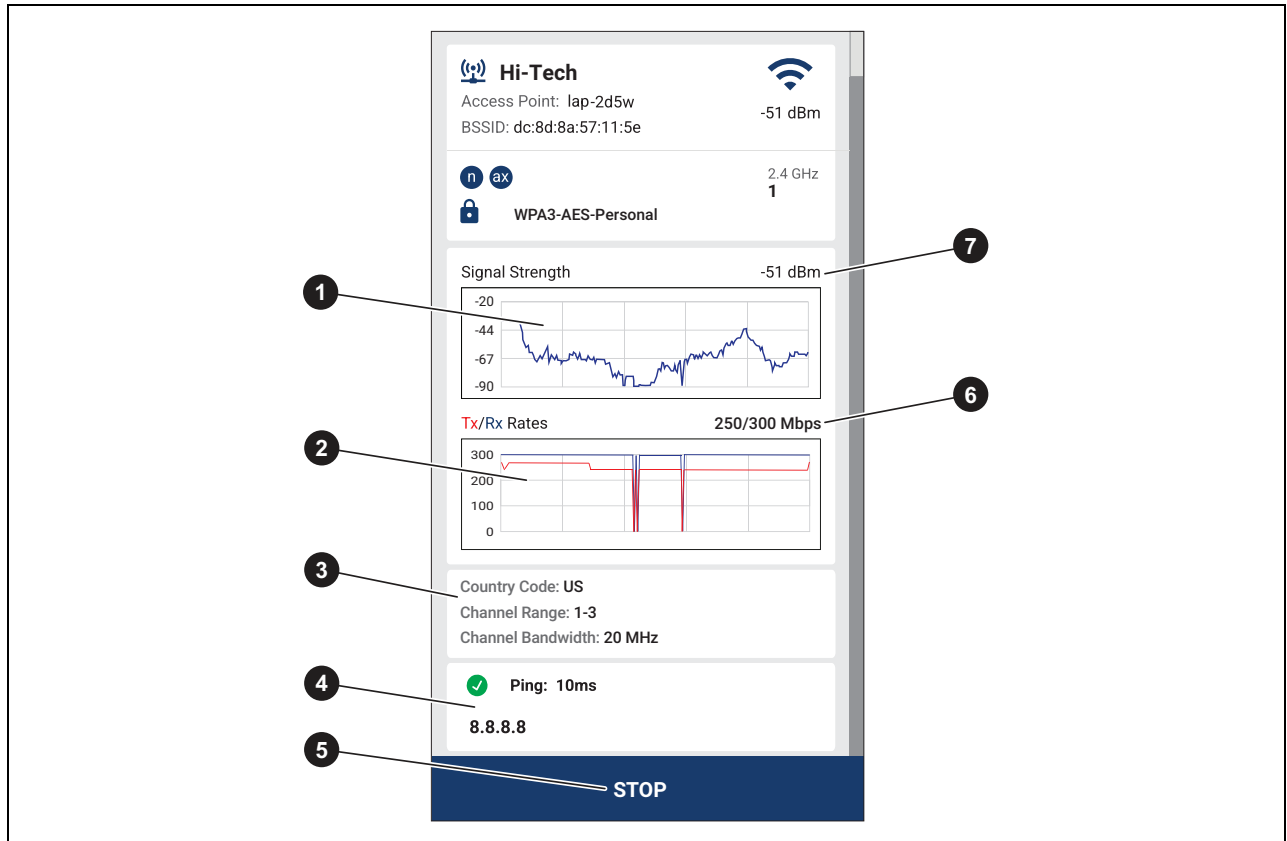 Hi-Tech
Access Point: lap-2d5w
BSSID: dc:8d:8a:57:11:5e
-51 dBm
n ax
2.4 GHz
1
WPA3-AES-Personal
7
Signal Strength -51 dBm
1
-20
-44
-67
-90
6
Tx/Rx Rates 250/300 Mbps
2
300
200
100
0
3
Country Code: US
Channel Range: 1-3
Channel Bandwidth: 20 MHz
4
Ping: 10ms
8.8.8.8
5
STOP